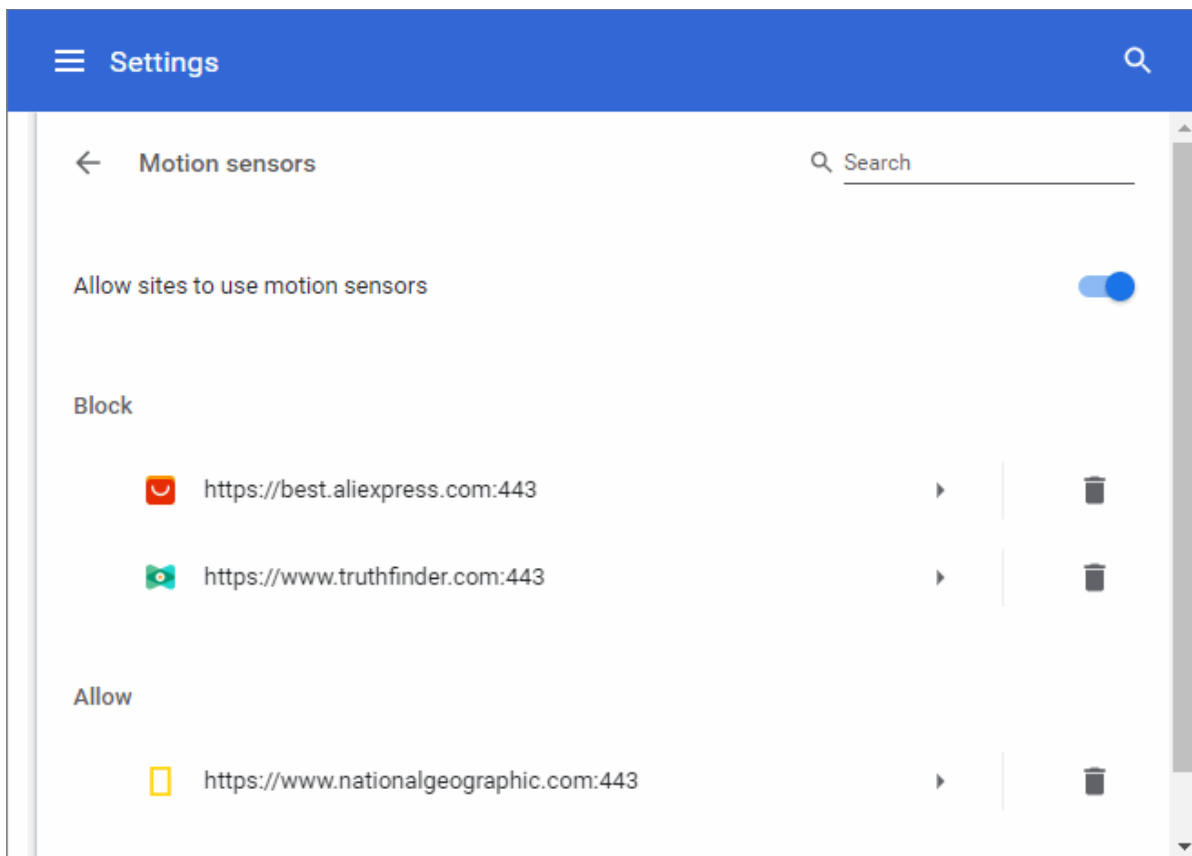 Settings
Motion sensors
Search
Allow sites to use motion sensors
Block
https://best.aliexpress.com:443
https://www.truthfinder.com:443
Allow
https://www.nationalgeographic.com:443